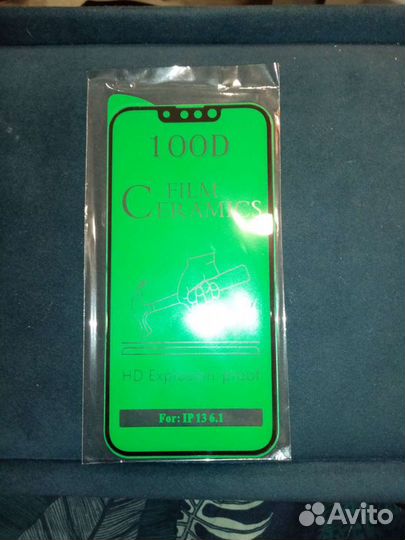 100D
FILM
CERAMICS
HD Explosion-proof
For: IP 13 6.1
Avito